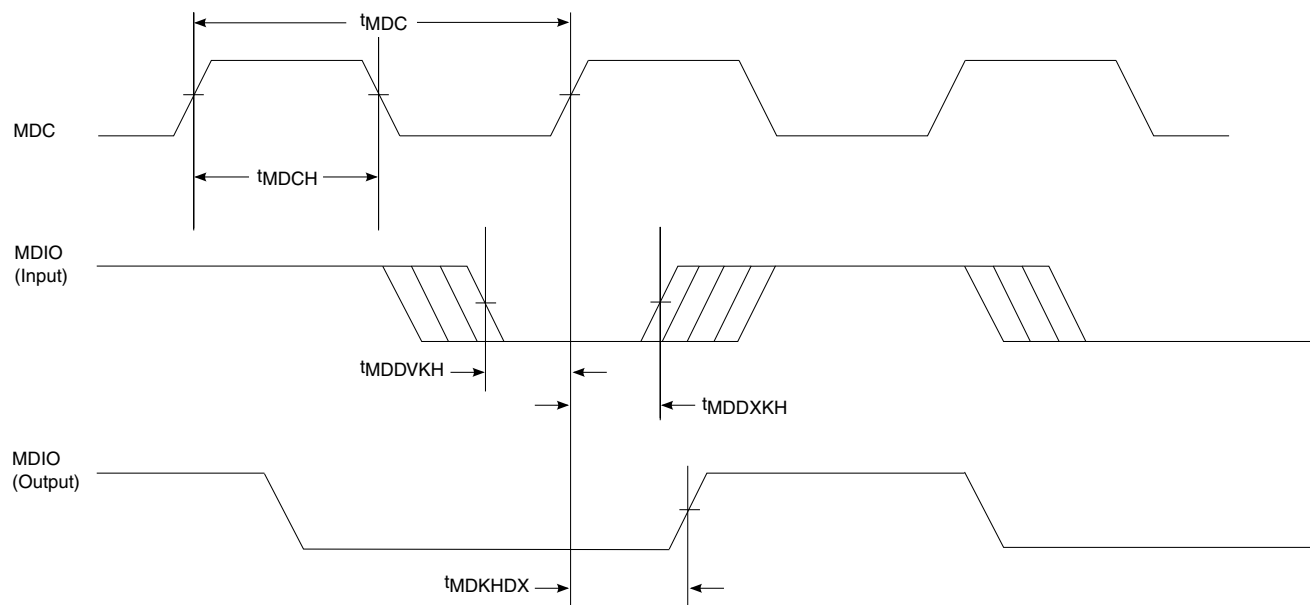 tMDC
MDC
tMDCH
MDIO
(Input)
tMDDVKH
tMDDXKH
MDIO
(Output)
tMDKHDX